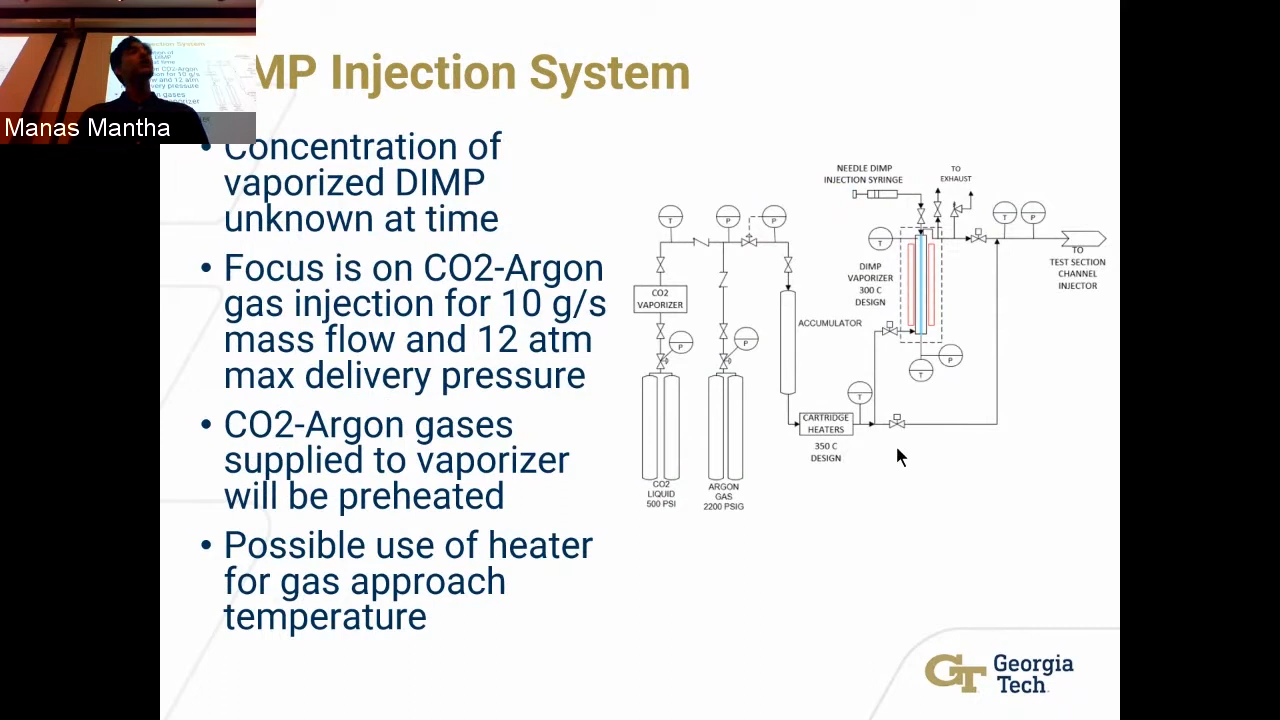 MP Injection System
Manas Mantha
• Concentration of
vaporized DIMP
unknown at time
• Focus is on CO2-Argon
gas injection for 10 g/s
mass flow and 12 atm
max delivery pressure
• CO2-Argon gases
supplied to vaporizer
will be preheated
• Possible use of heater
for gas approach
temperature
NEEDLE DIMP
INJECTION SYRINGE
TO
EXHAUST
T
P
P
T
P
T
TO
TEST SECTION
CHANNEL
INJECTOR
DIMP
VAPORIZER
300 C
DESIGN
CO2
VAPORIZER
ACCUMULATOR
P
P
P
T
T
CARTRIDGE
HEATERS
350 C
DESIGN
CO2
LIQUID
500 PSI
ARGON
GAS
2200 PSIG
GT Georgia
Tech